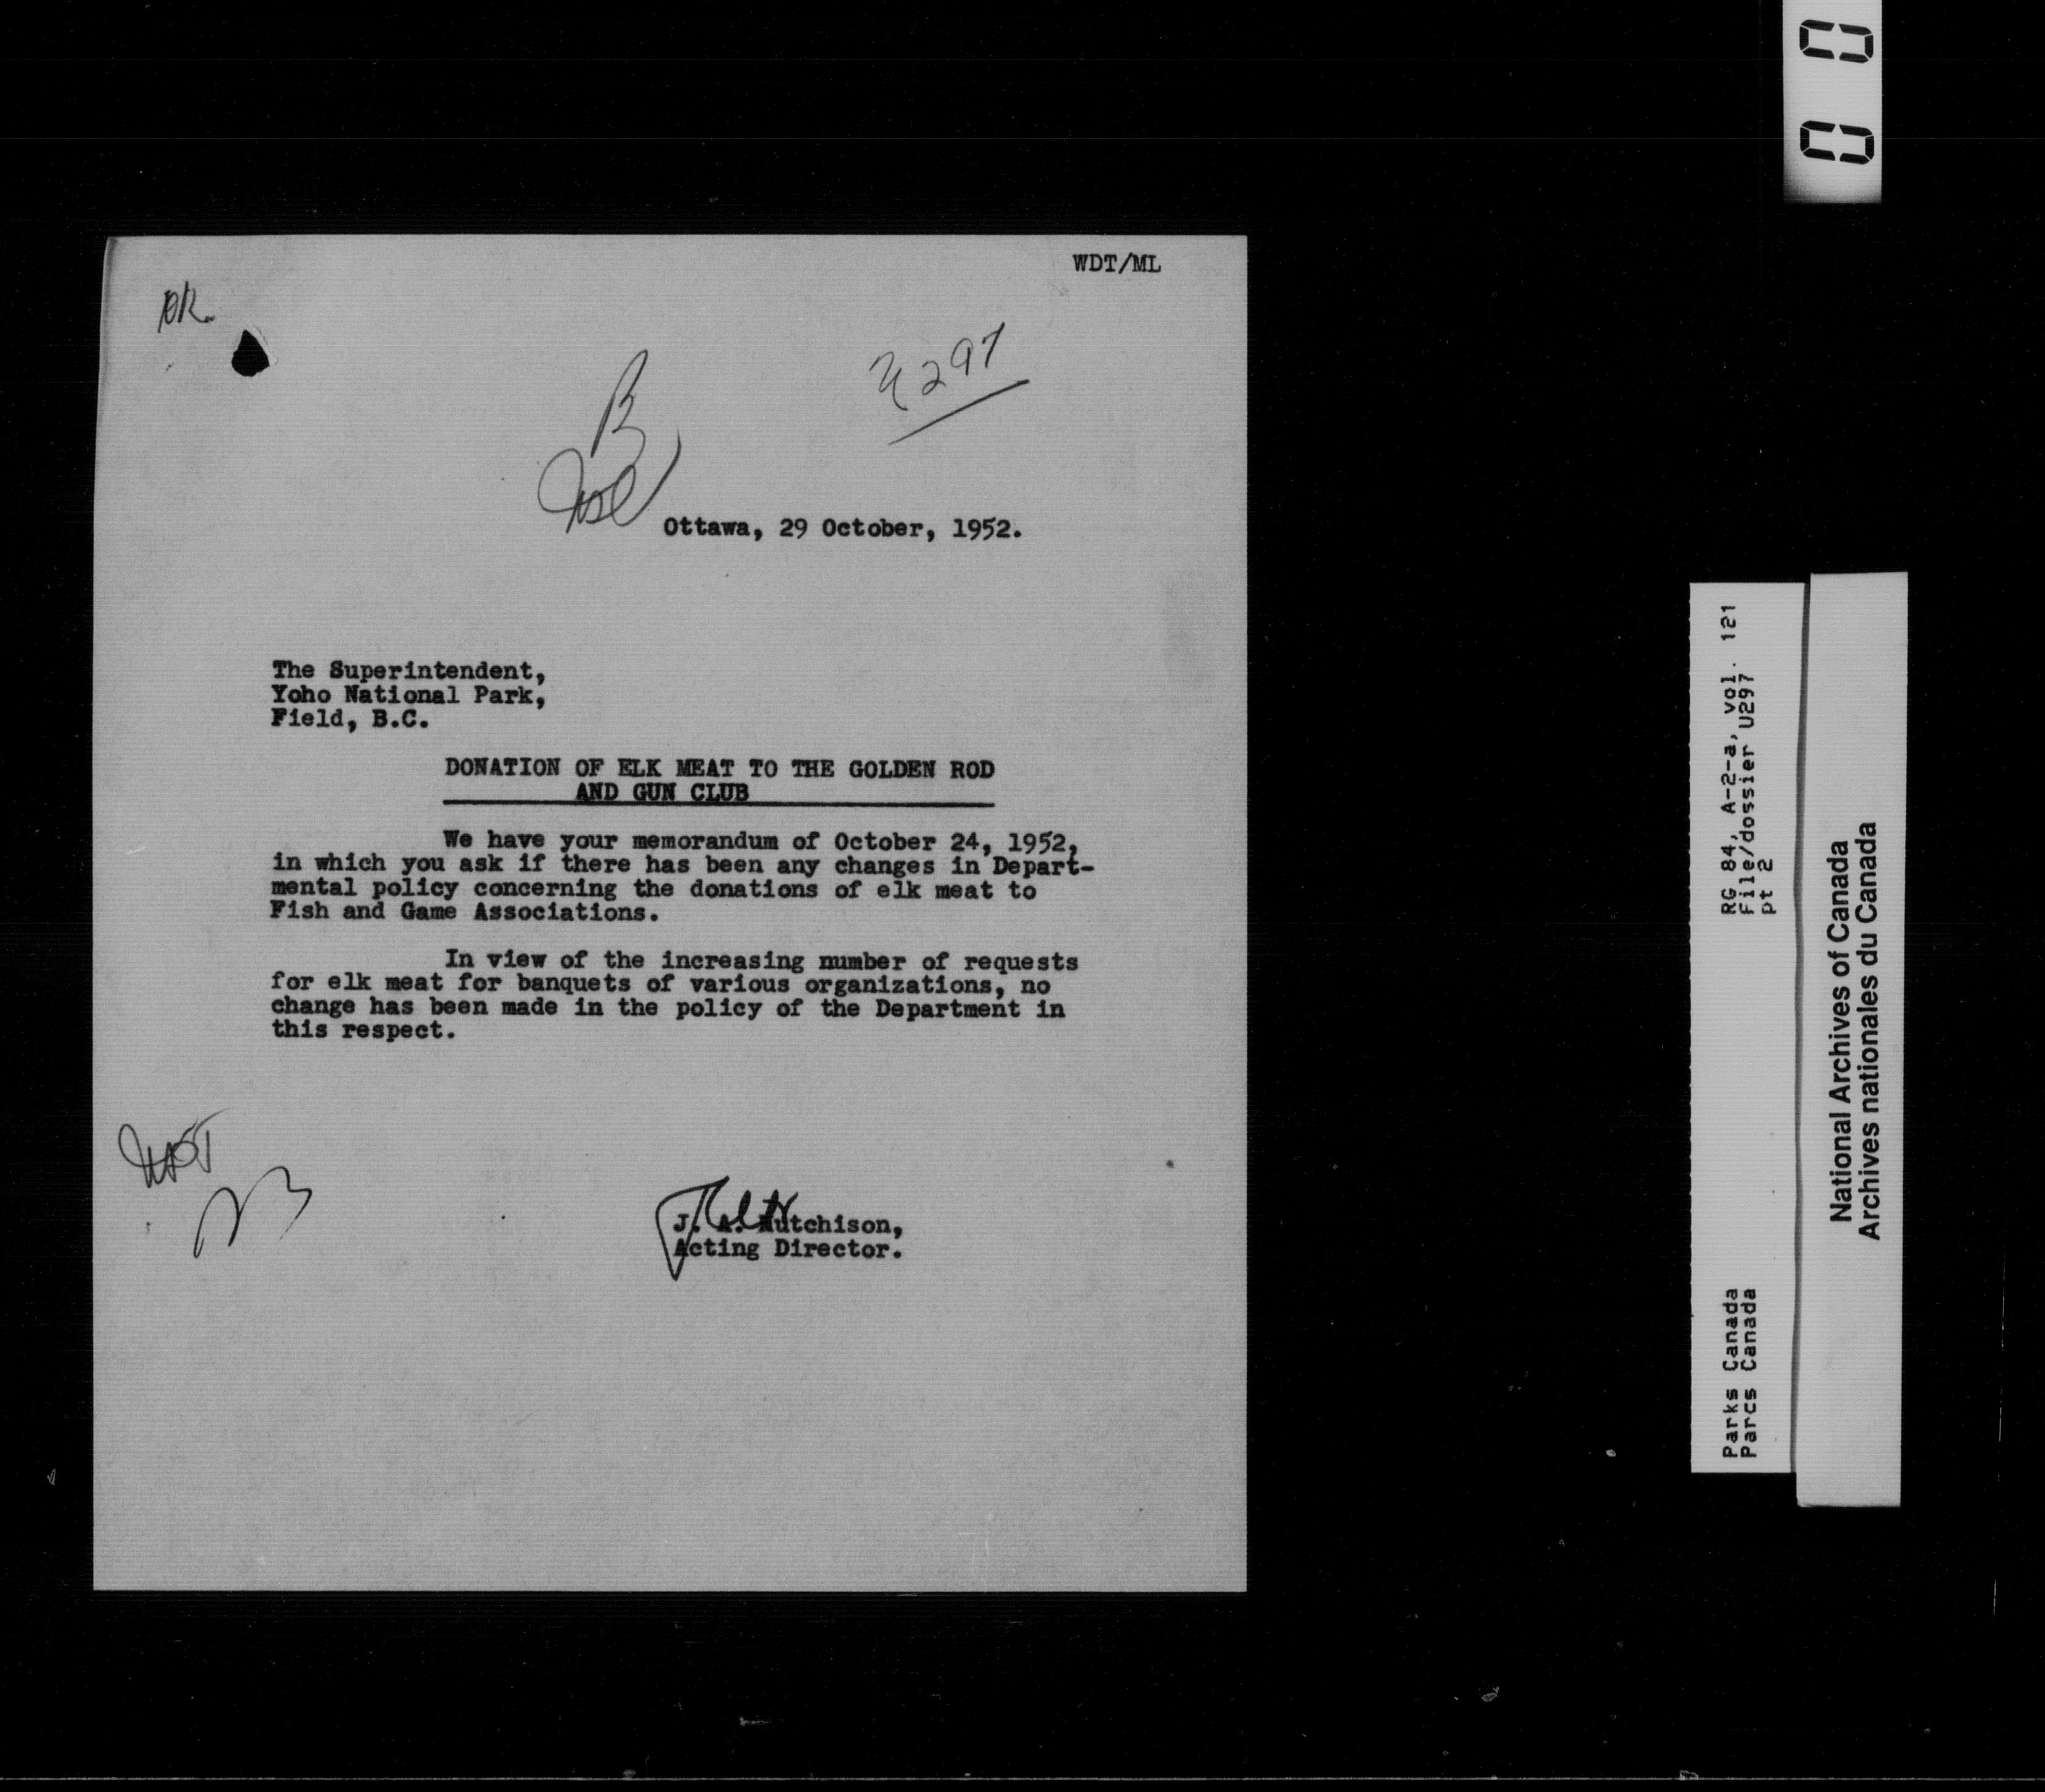 WDT/ML
U297
Ottawa, 29 October, 1952.
The Superintendent,
Yoho National Park,
Field, B.C.
DONATION OF ELK MEAT TO THE GOLDEN ROD
AND GUN CLUB
We have your memorandum of October 24, 1952,
in which you ask if there has been any changes in Depart-
mental policy concerning the donations of elk meat to
Fish and Game Associations.
In view of the increasing number of requests
for elk meat for banquets of various organizations, no
change has been made in the policy of the Department in
this respect.
J. A. Hutchison,
Acting Director.
0 0
RG 84, A-2-a, vol. 121
File/dossier U297
pt 2
Parks Canada
Parcs Canada
National Archives of Canada
Archives nationales du Canada